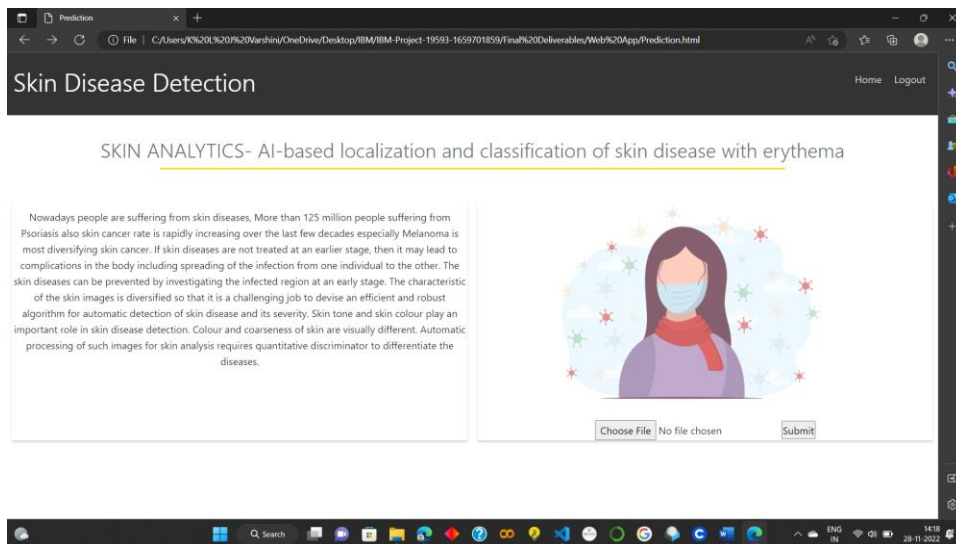 Prediction
File
C:/Users/K%20L%20J%20Varshini/OneDrive/Desktop/IBM/IBM-Project-19593-1659701859/Final%20Deliverables/Web%20App/Prediction.html
Skin Disease Detection
Home
Logout
SKIN ANALYTICS- AI-based localization and classification of skin disease with erythema
Nowadays people are suffering from skin diseases, More than 125 million people suffering from
Psoriasis also skin cancer rate is rapidly increasing over the last few decades especially Melanoma is
most diversifying skin cancer. If skin diseases are not treated at an earlier stage, then it may lead to
complications in the body including spreading of the infection from one individual to the other. The
skin diseases can be prevented by investigating the infected region at an early stage. The characteristic
of the skin images is diversified so that it is a challenging job to devise an efficient and robust
algorithm for automatic detection of skin disease and its severity. Skin tone and skin colour play an
important role in skin disease detection. Colour and coarseness of skin are visually different. Automatic
processing of such images for skin analysis requires quantitative discriminator to differentiate the
diseases.
Choose File No file chosen
Submit
Search
ENG
IN
14:18
28-11-2022